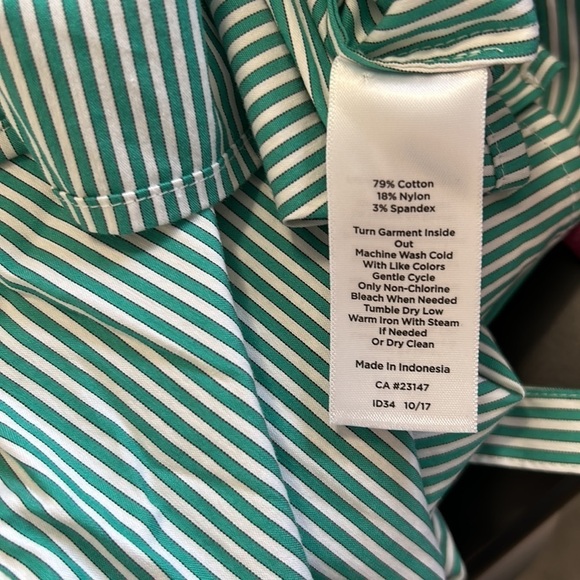 79% Cotton
18% Nylon
3% Spandex
Turn Garment Inside
Out
Machine Wash Cold
With Like Colors
Gentle Cycle
Only Non-Chlorine
Bleach When Needed
Tumble Dry Low
Warm Iron With Steam
If Needed
Or Dry Clean
Made In Indonesia
CA #23147
ID34 10/17